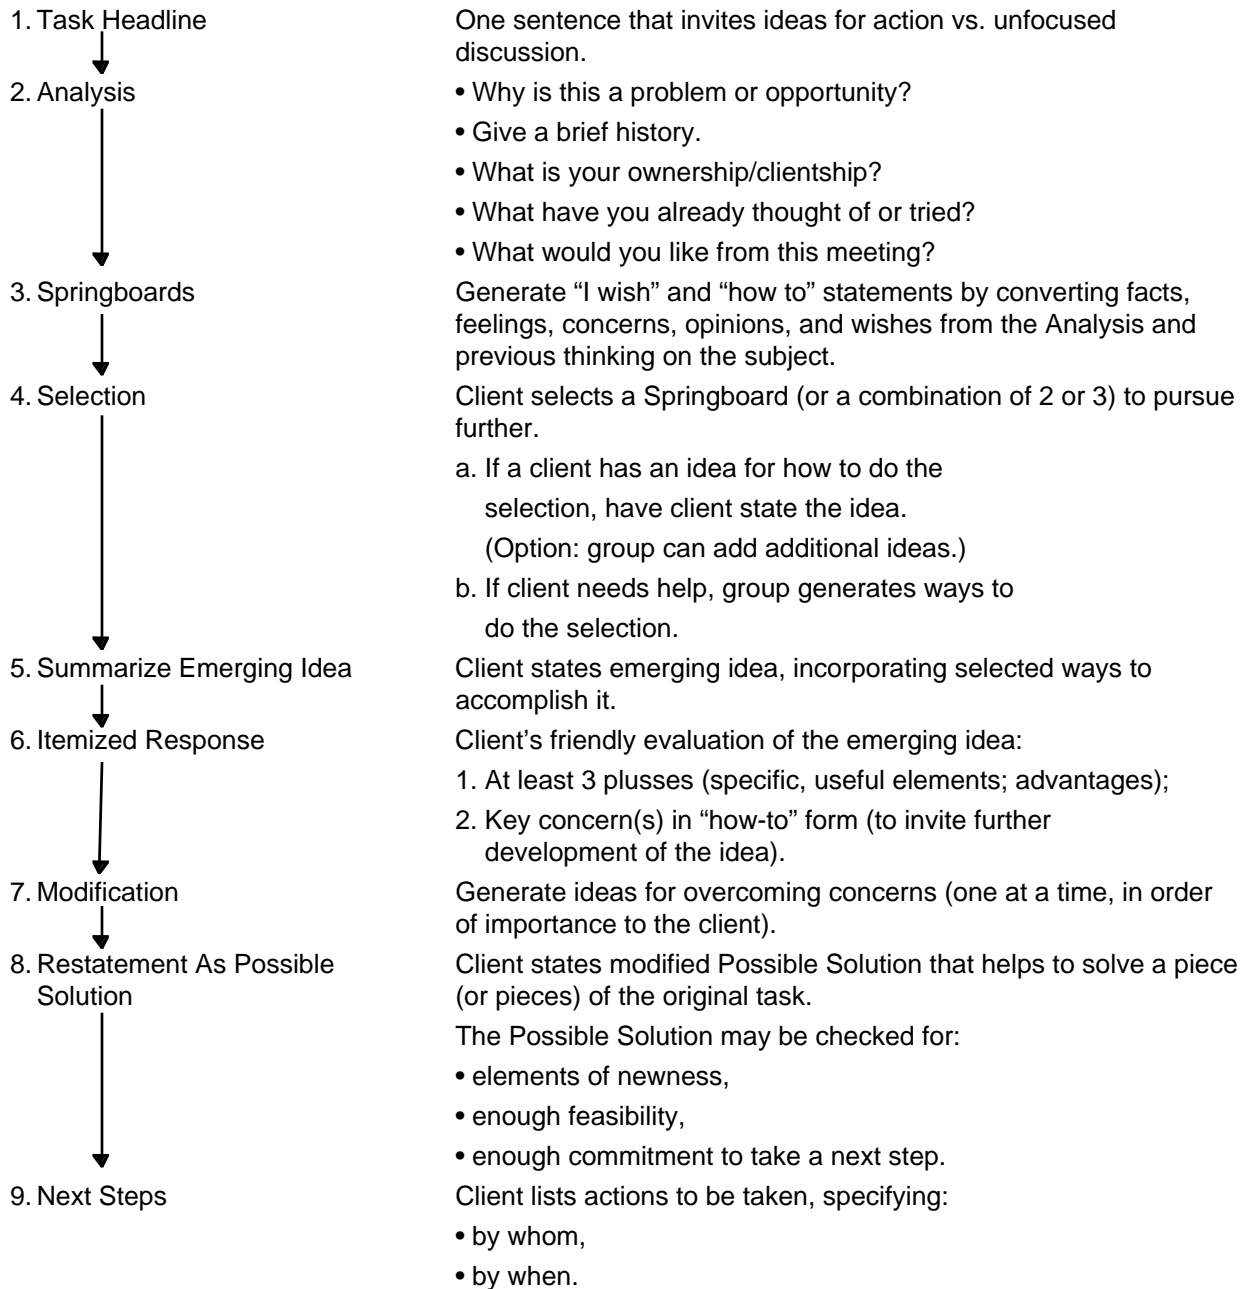 1. Task Headline
One sentence that invites ideas for action vs. unfocused
discussion.
2. Analysis
• Why is this a problem or opportunity?
• Give a brief history.
• What is your ownership/clientship?
• What have you already thought of or tried?
• What would you like from this meeting?
3. Springboards
Generate “I wish” and “how to” statements by converting facts,
feelings, concerns, opinions, and wishes from the Analysis and
previous thinking on the subject.
4. Selection
Client selects a Springboard (or a combination of 2 or 3) to pursue
further.
a. If a client has an idea for how to do the
selection, have client state the idea.
(Option: group can add additional ideas.)
b. If client needs help, group generates ways to
do the selection.
5. Summarize Emerging Idea
Client states emerging idea, incorporating selected ways to
accomplish it.
6. Itemized Response
Client’s friendly evaluation of the emerging idea:
1. At least 3 plusses (specific, useful elements; advantages);
2. Key concern(s) in “how-to” form (to invite further
development of the idea).
7. Modification
Generate ideas for overcoming concerns (one at a time, in order
of importance to the client).
8. Restatement As Possible
Solution
Client states modified Possible Solution that helps to solve a piece
(or pieces) of the original task.
The Possible Solution may be checked for:
• elements of newness,
• enough feasibility,
• enough commitment to take a next step.
9. Next Steps
Client lists actions to be taken, specifying:
• by whom,
• by when.